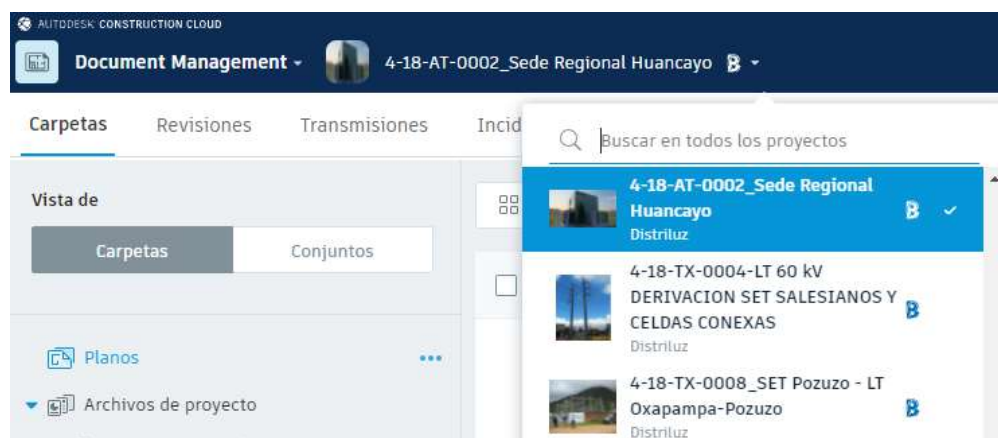 AUTODESK CONSTRUCTION CLOUD
Document Management
4-18-AT-0002_Sede Regional Huancayo
Carpetas Revisiones Transmisiones Incid
Buscar en todos los proyectos
Vista de
Carpetas Conjuntos
4-18-AT-0002_Sede Regional
Huancayo
Distriluz
4-18-TX-0004-LT 60 kV
DERIVACION SET SALESIANOS Y
CELDAS CONEXAS
Distriluz
Planos
Archivos de proyecto
4-18-TX-0008_SET Pozuzo - LT
Oxapampa-Pozuzo
Distriluz